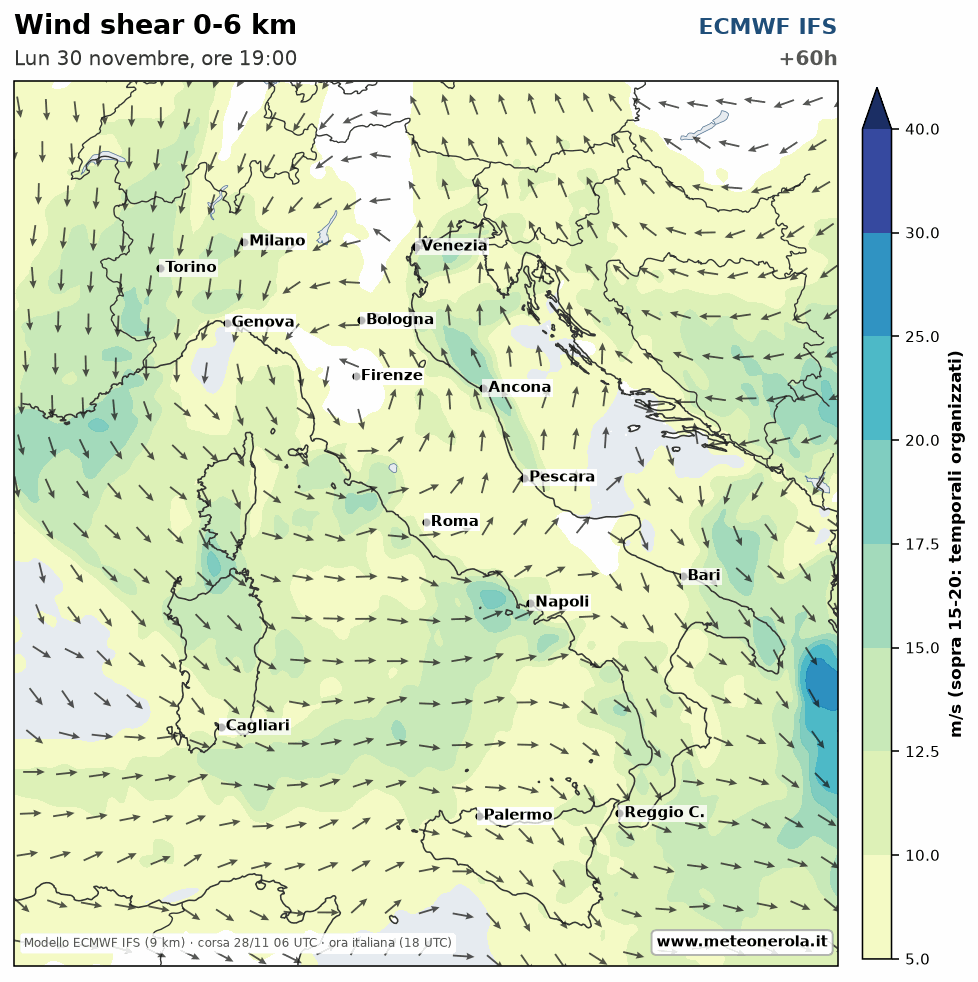 Wind shear 0-6 km
ECMWF IFS
Lun 30 novembre, ore 19:00
+60h
Milano
Venezia
Torino
Genova
Bologna
Firenze
Ancona
Pescara
Roma
Bari
Napoli
Cagliari
Palermo
Reggio C.
40.0
30.0
25.0
20.0
17.5
15.0
12.5
10.0
5.0
m/s (sopra 15-20: temporali organizzati)
Modello ECMWF IFS (9 km) · corsa 28/11 06 UTC · ora italiana (18 UTC)
www.meteonerola.it